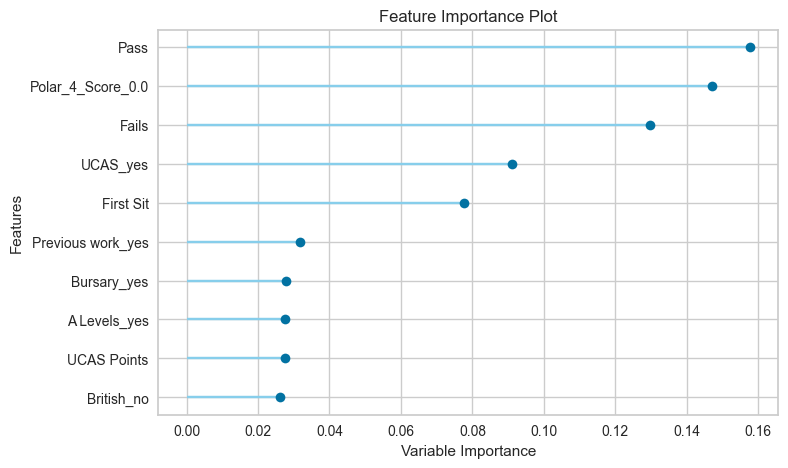 Feature Importance Plot
Features
Pass
Polar_4_Score_0.0
Fails
UCAS_yes
First Sit
Previous work_yes
Bursary_yes
A Levels_yes
UCAS Points
British_no
0.00 0.02 0.04 0.06 0.08 0.10 0.12 0.14 0.16
Variable Importance